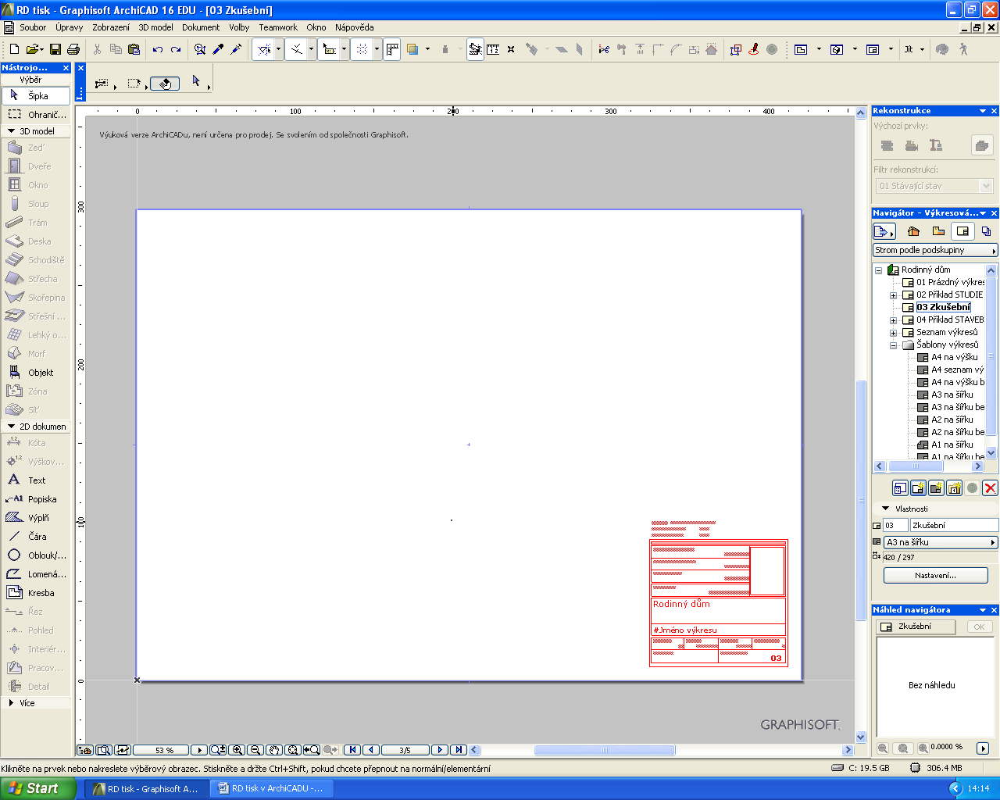 RD tisk - Graphisoft ArchiCAD 16 EDU - [03 Zkušební]
Soubor Úpravy Zobrazení 3D model Dokument Volby Teamwork Okno Nápověda
Jít
Nástrojo...
Výběr
Šipka
Ohranič...
3D model
Zeď
Dveře
Okno
Sloup
Trám
Deska
Schodiště
Střecha
Skořepina
Střešní ...
Lehký o...
Morf
Objekt
Zóna
Síť
2D dokumen
Kóta
Výškov...
Text
Popiska
Výplň
Čára
Oblouk/...
Lomená...
Kresba
Řez
Pohled
Interiér...
Pracov...
Detail
Více
0 100 200 300 400
300
200
100
0
Výuková verze ArchiCADu, není určena pro prodej. Se svolením od společnosti Graphisoft.
Rodinný dům
#Jméno výkresu
03
GRAPHISOFT.
53 %
3/5
Rekonstrukce
Výchozí prvky:
Filtr rekonstrukcí:
01 Stávající stav
Navigátor - Výkresová...
Strom podle podskupiny
Rodinný dům
01 Prázdný výkres
02 Příklad STUDIE
03 Zkušební
04 Příklad STAVEB
Seznam výkresů
Šablony výkresů
A4 na výšku
A4 seznam vý
A4 na výšku b
A3 na šířku
A3 na šířku be
A2 na šířku
A2 na šířku be
A1 na šířku
A1 na šířku be
Vlastnosti
03 Zkušební
A3 na šířku
420 / 297
Nastavení...
Náhled navigátora
Zkušební OK
Bez náhledu
0.0000 %
Klikněte na prvek nebo nakreslete výběrový obrazec. Stiskněte a držte Ctrl+Shift, pokud chcete přepnout na normální/elementární
C: 19.5 GB 306.4 MB
Start RD tisk - Graphisoft A... RD tisk v ArchiCADU -... 14:14